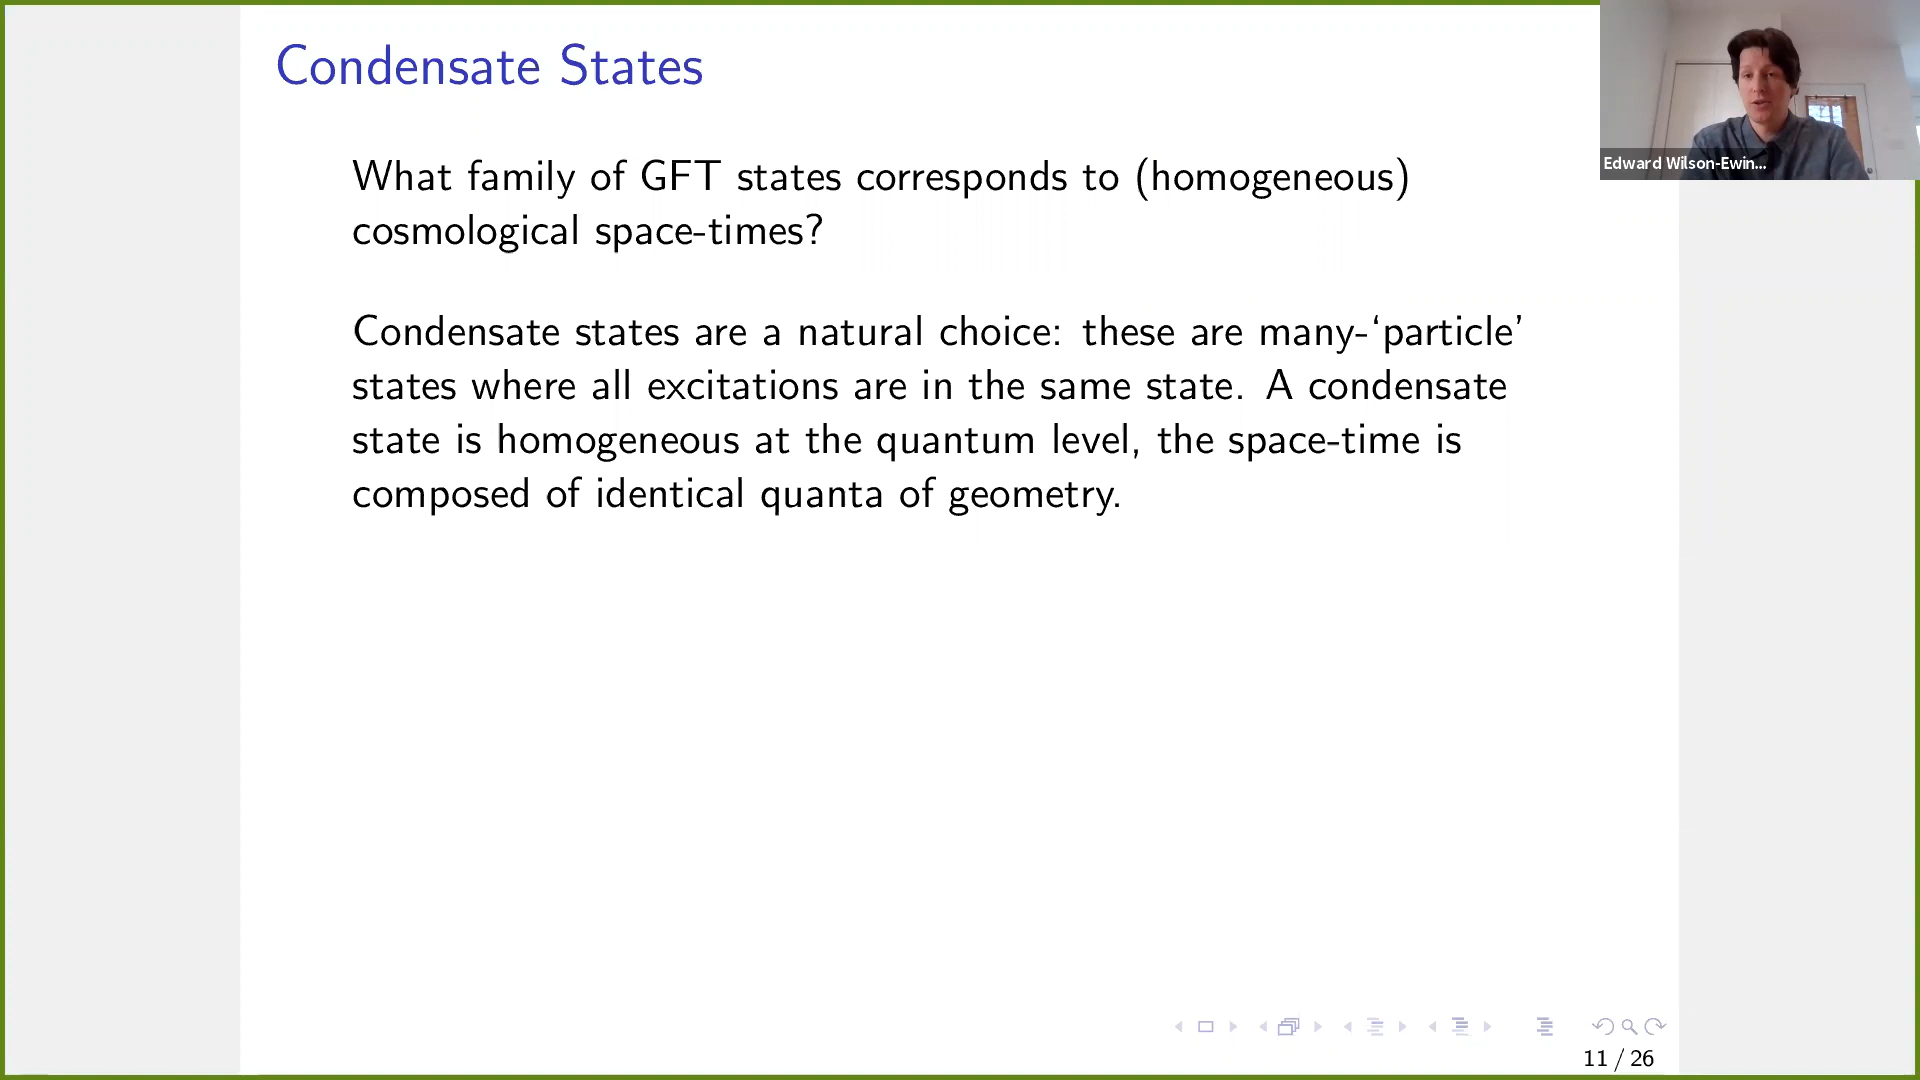 Condensate States
What family of GFT states corresponds to (homogeneous)
cosmological space-times?
Condensate states are a natural choice: these are many-‘particle’
states where all excitations are in the same state. A condensate
state is homogeneous at the quantum level, the space-time is
composed of identical quanta of geometry.
Edward Wilson-Ewin...
11 / 26